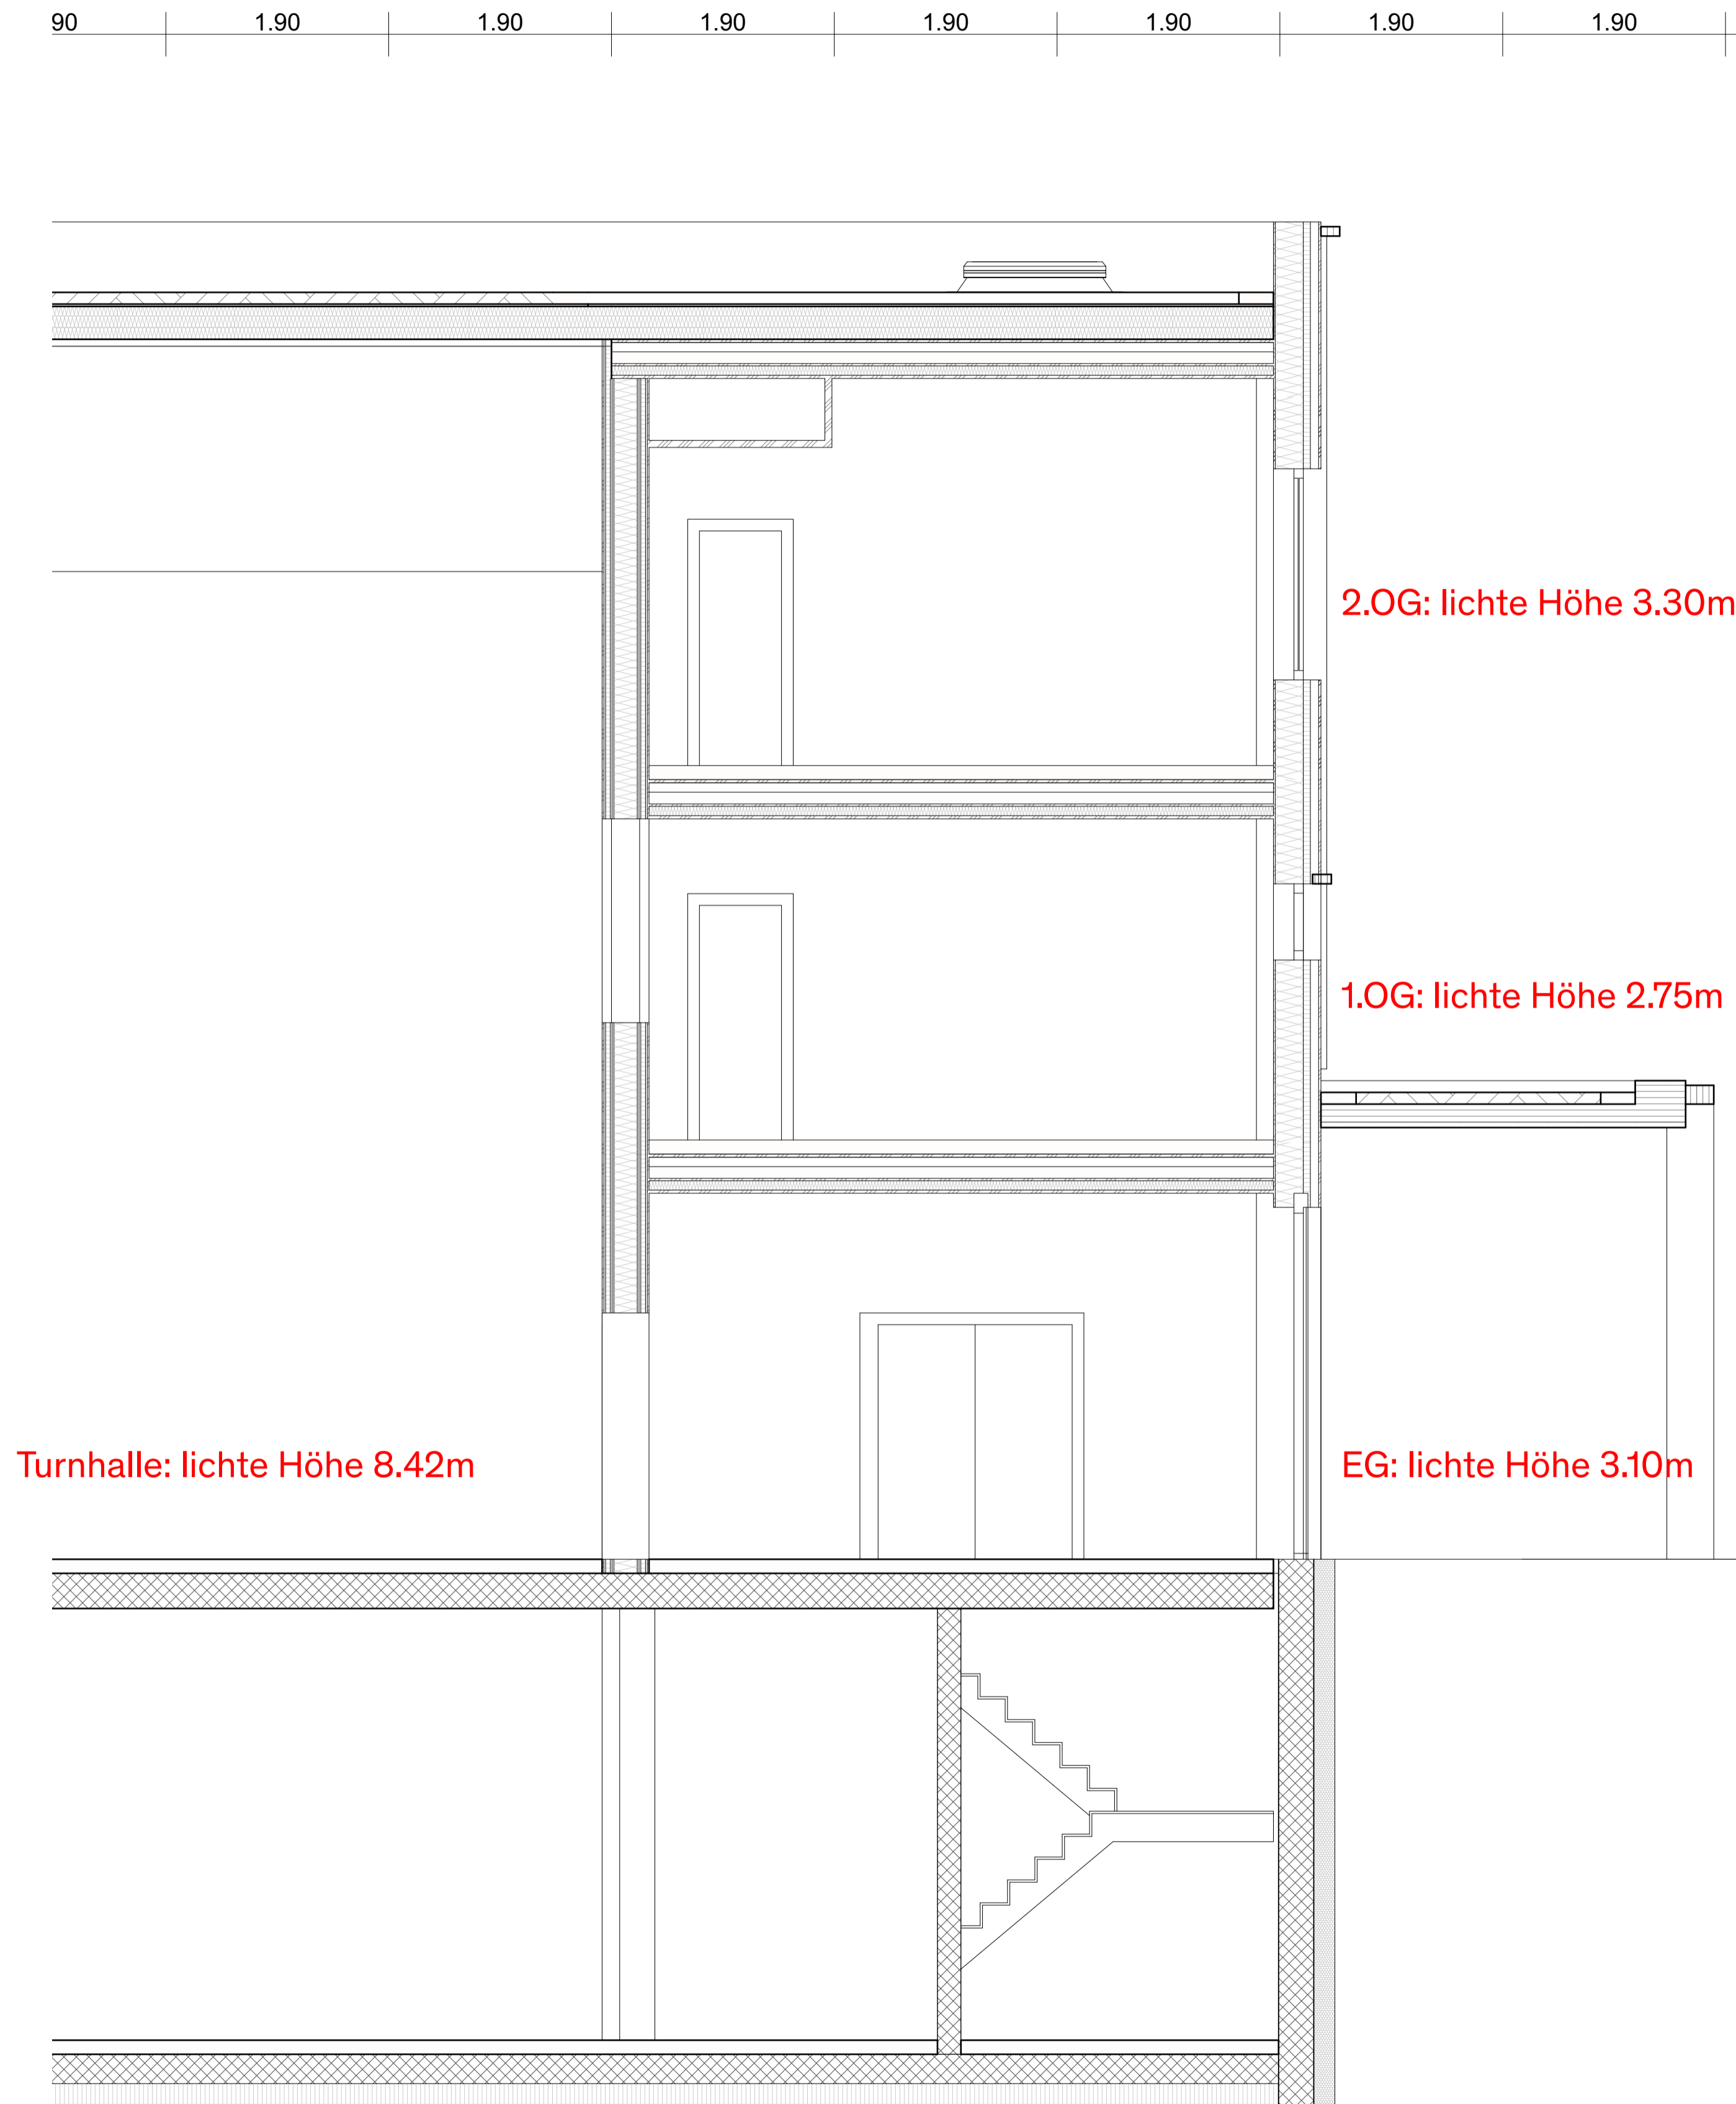 90 1.90 1.90 1.90 1.90 1.90 1.90 1.90
2.OG: lichte Höhe 3.30m
1.OG: lichte Höhe 2.75m
Turnhalle: lichte Höhe 8.42m
EG: lichte Höhe 3.10m